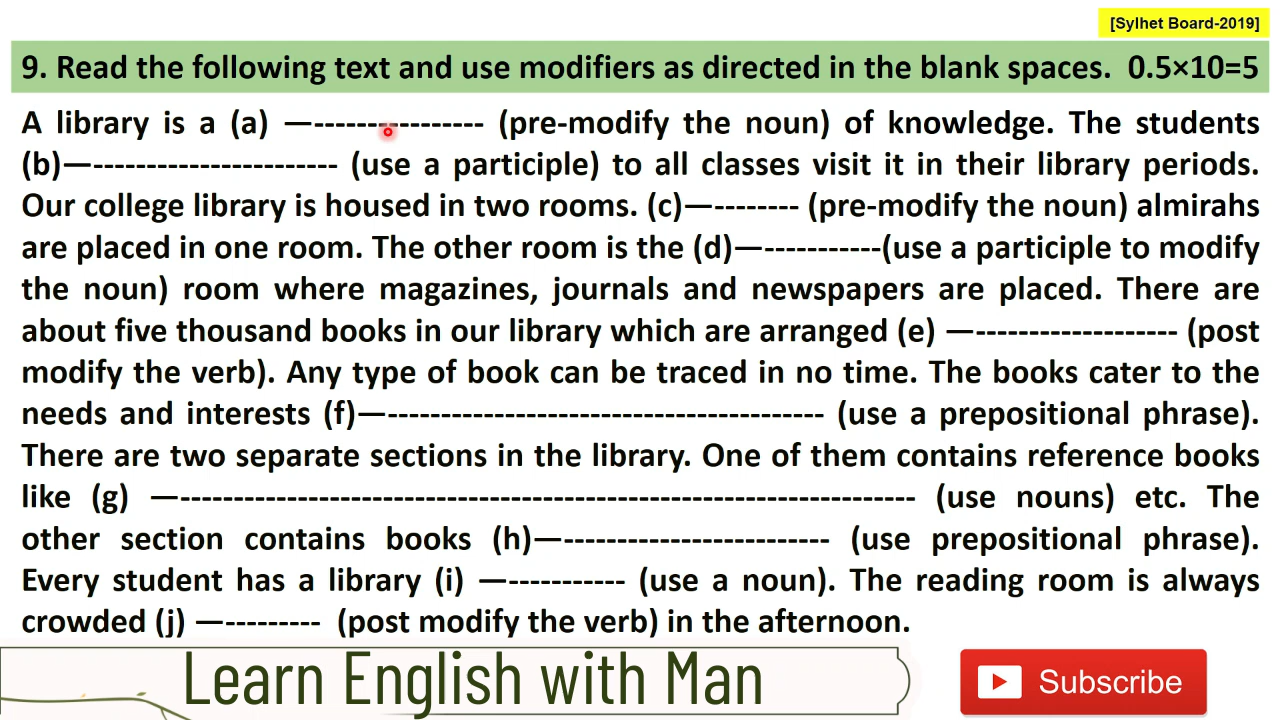 [Sylhet Board-2019]
9. Read the following text and use modifiers as directed in the blank spaces. 0.5×10=5
A library is a (a) —---------------- (pre-modify the noun) of knowledge. The students
(b)—----------------------- (use a participle) to all classes visit it in their library periods.
Our college library is housed in two rooms. (c)—-------- (pre-modify the noun) almirahs
are placed in one room. The other room is the (d)—-----------(use a participle to modify
the noun) room where magazines, journals and newspapers are placed. There are
about five thousand books in our library which are arranged (e) —------------------- (post
modify the verb). Any type of book can be traced in no time. The books cater to the
needs and interests (f)—----------------------------------------- (use a prepositional phrase).
There are two separate sections in the library. One of them contains reference books
like (g) —--------------------------------------------------------------------- (use nouns) etc. The
other section contains books (h)—------------------------- (use prepositional phrase).
Every student has a library (i) —----------- (use a noun). The reading room is always
crowded (j) —--------- (post modify the verb) in the afternoon.
Learn English with Man
Subscribe